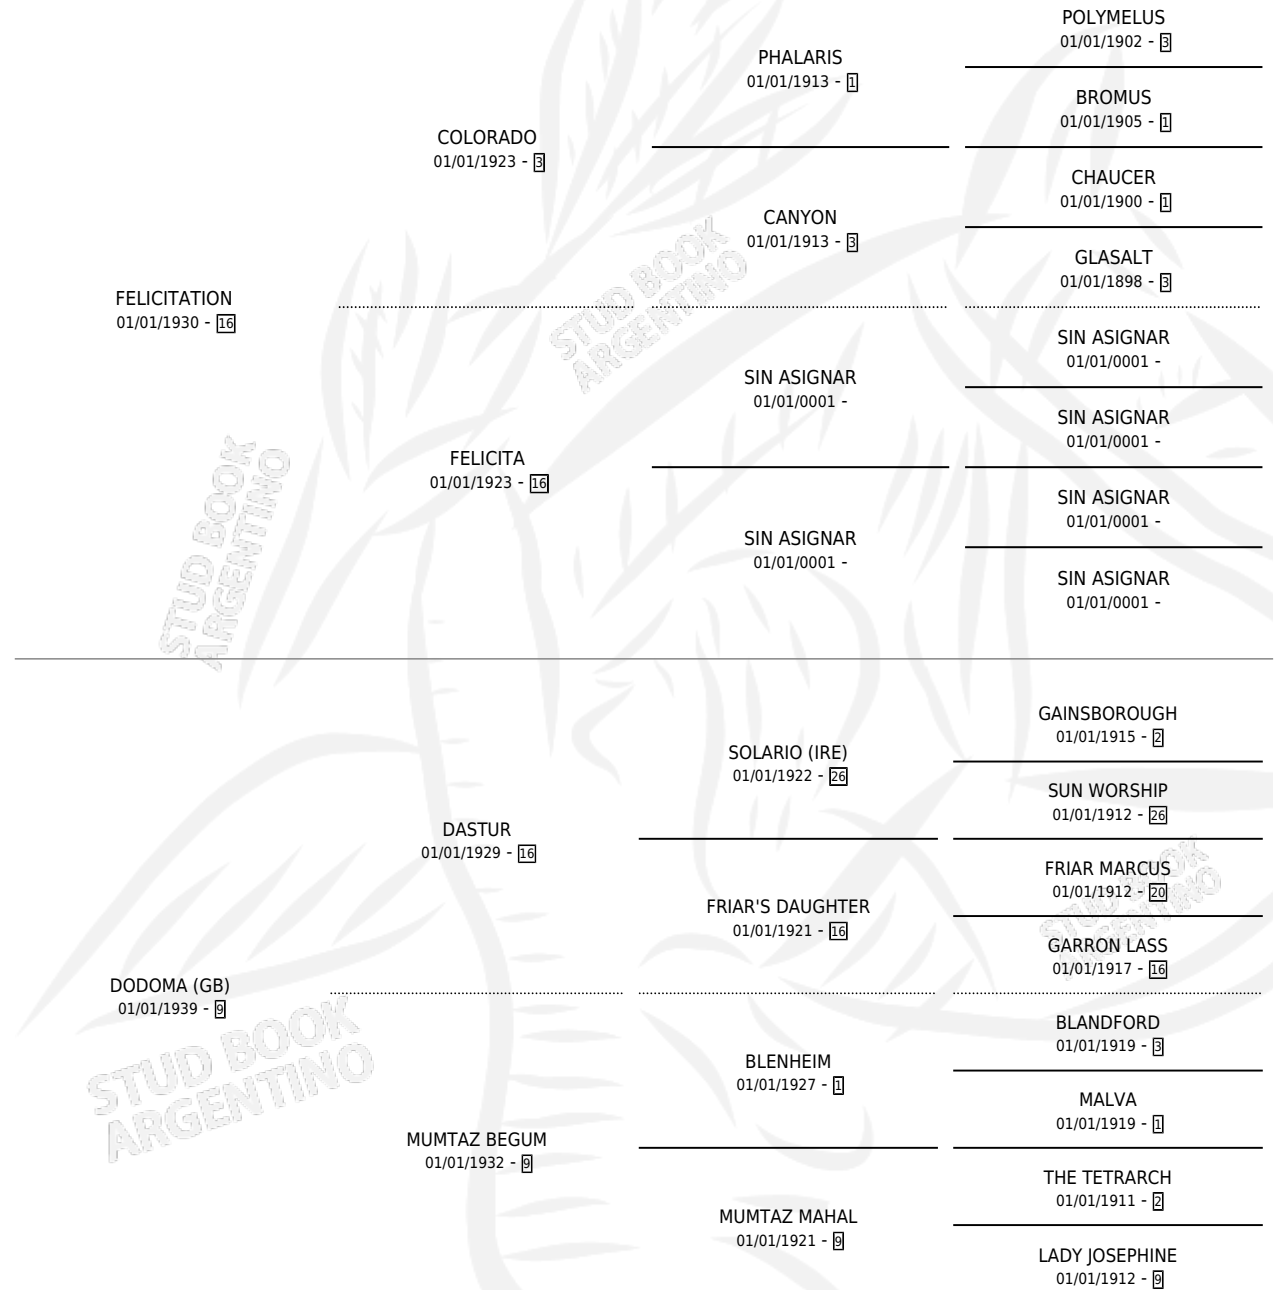 POLYMELUS
01/01/1902 - 3
PHALARIS
01/01/1913 - 1
BROMUS
01/01/1905 - 1
COLORADO
01/01/1923 - 3
CHAUCER
01/01/1900 - 1
CANYON
01/01/1913 - 3
GLASALT
01/01/1898 - 3
FELICITATION
01/01/1930 - 16
SIN ASIGNAR
01/01/0001 -
SIN ASIGNAR
01/01/0001 -
SIN ASIGNAR
01/01/0001 -
FELICITA
01/01/1923 - 16
SIN ASIGNAR
01/01/0001 -
SIN ASIGNAR
01/01/0001 -
SIN ASIGNAR
01/01/0001 -
GAINSBOROUGH
01/01/1915 - 2
SOLARIO (IRE)
01/01/1922 - 26
SUN WORSHIP
01/01/1912 - 26
DASTUR
01/01/1929 - 16
FRIAR MARCUS
01/01/1912 - 20
FRIAR'S DAUGHTER
01/01/1921 - 16
GARRON LASS
01/01/1917 - 16
DODOMA (GB)
01/01/1939 - 9
BLANDFORD
01/01/1919 - 3
BLENHEIM
01/01/1927 - 1
MALVA
01/01/1919 - 1
MUMTAZ BEGUM
01/01/1932 - 9
THE TETRARCH
01/01/1911 - 2
MUMTAZ MAHAL
01/01/1921 - 9
LADY JOSEPHINE
01/01/1912 - 9
STUD BOOK
ARGENTINO
STUD BOOK
ARGENTINO
STUD BOOK
ARGENTINO
STUD BOOK
ARGENTINO